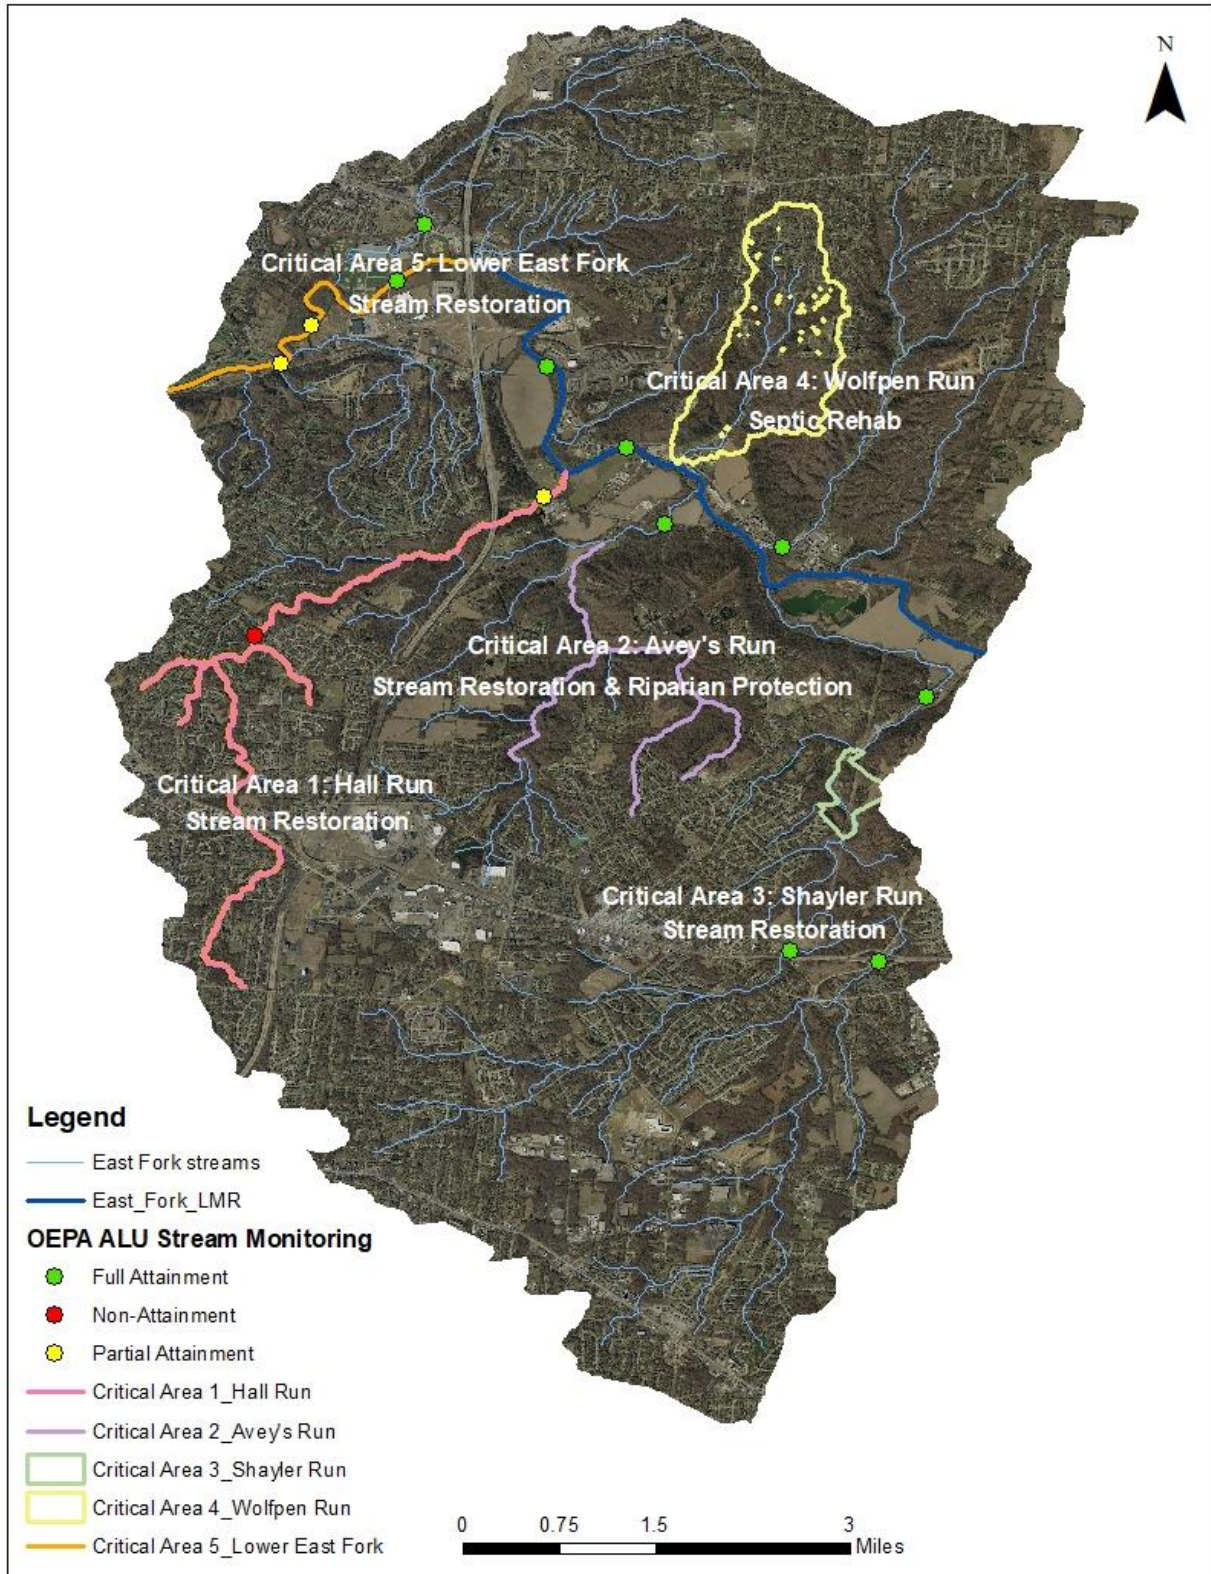 N
Critical Area 5: Lower East Fork
Stream Restoration
Critical Area 4: Wolfpen Run
Septic Rehab
Critical Area 2: Avey's Run
Stream Restoration & Riparian Protection
Critical Area 1: Hall Run
Stream Restoration
Critical Area 3: Shayler Run
Stream Restoration
Legend
East Fork streams
East_Fork_LMR
OEPA ALU Stream Monitoring
Full Attainment
Non-Attainment
Partial Attainment
Critical Area 1_Hall Run
Critical Area 2_Avey's Run
Critical Area 3_Shayler Run
Critical Area 4_Wolfpen Run
Critical Area 5_Lower East Fork
0 0.75 1.5 3
Miles